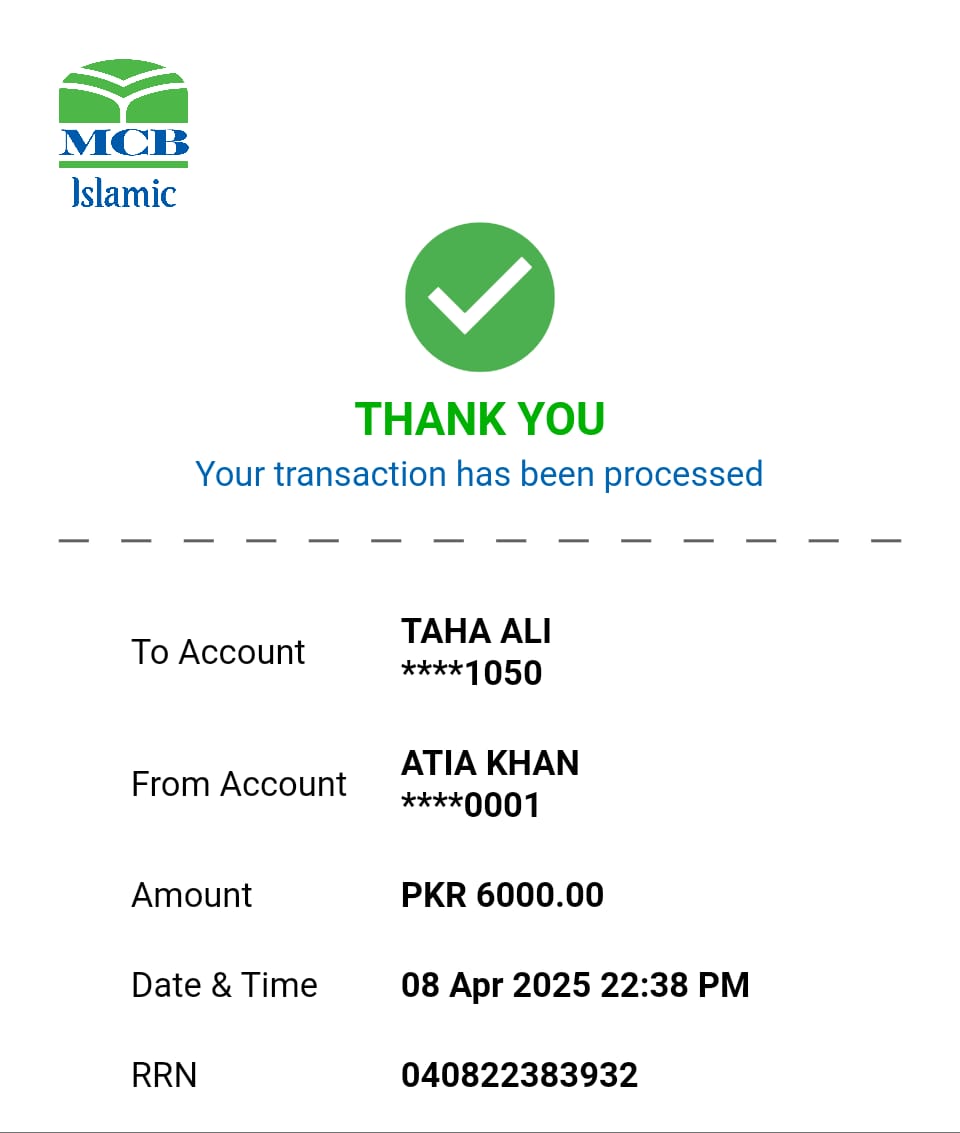 MCB
Islamic
THANK YOU
Your transaction has been processed
To Account
TAHA ALI
****1050
From Account
ATIA KHAN
****0001
Amount
PKR 6000.00
Date & Time
08 Apr 2025 22:38 PM
RRN
040822383932